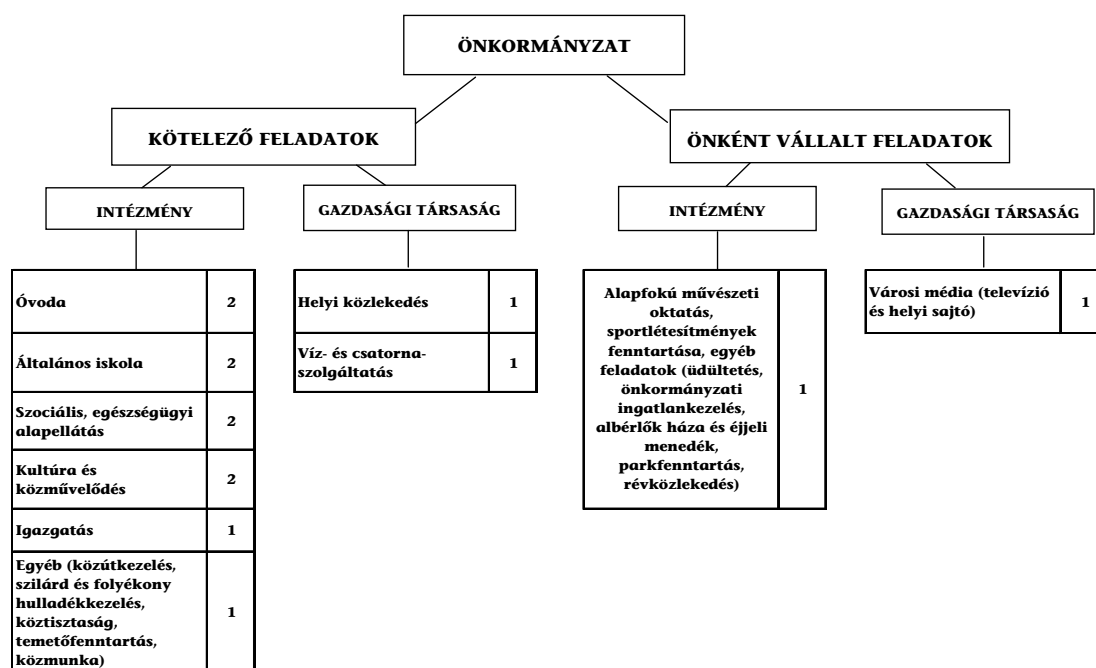 ÖNKORMÁNYZAT
KÖTELEZŐ FELADATOK
ÖNKÉNT VÁLLALT FELADATOK
INTÉZMÉNY
GAZDASÁGI TÁRSASÁG
INTÉZMÉNY
GAZDASÁGI TÁRSASÁG
Óvoda 2
Általános iskola 2
Szociális, egészségügyi
alapellátás 2
Kultúra és
közművelődés 2
Igazgatás 1
Egyéb (közútkezelés,
szilárd és folyékony
hulladékkezelés,
köztisztaság, 1
temetőfenntartás,
közmunka)
Helyi közlekedés 1
Víz- és csatorna-
szolgáltatás 1
Alapfokú művészeti
oktatás,
sportlétesítmények
fenntartása, egyéb
feladatok (üdültetés,
önkormányzati 1
ingatlankezelés,
albérlők háza és éjjeli
menedék,
parkfenntartás,
révközlekedés)
Városi média (televízió
és helyi sajtó) 1